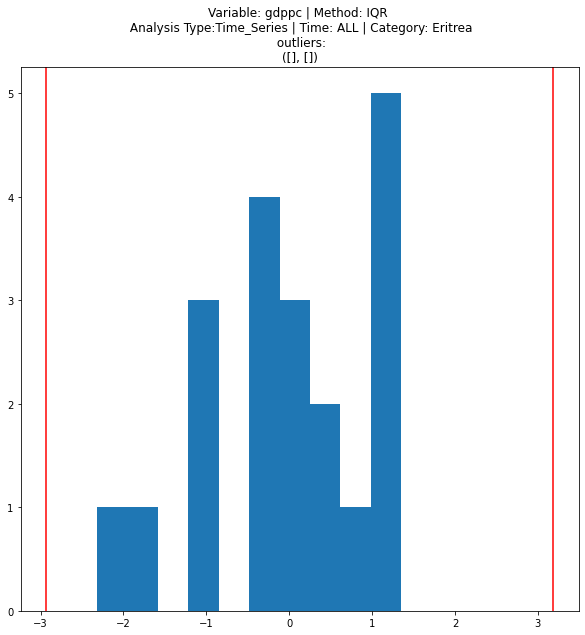 Variable: gdppc | Method: IQR
Analysis Type:Time_Series | Time: ALL | Category: Eritrea
outliers:
([], [])
5
4
3
2
1
0
−3 −2 −1 0 1 2 3